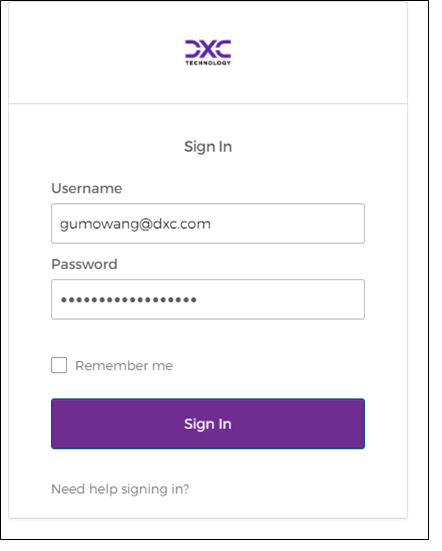 DXC
TECHNOLOGY
Sign In
Username
gumowang@dxc.com
Password
••••••••••••••••••
Remember me
Sign In
Need help signing in?